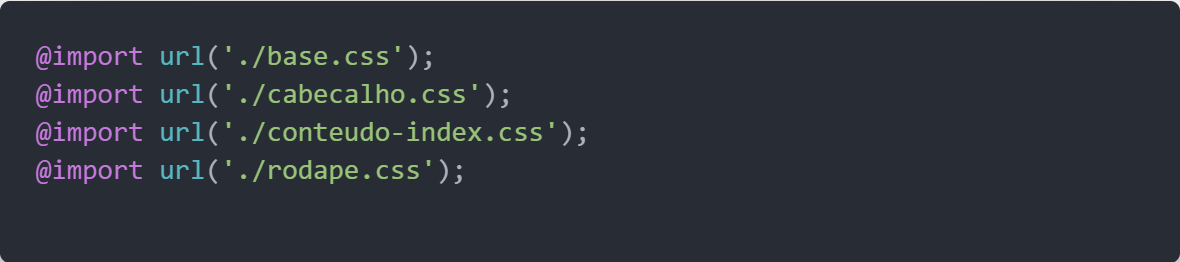 @import url('./base.css');
@import url('./cabecalho.css');
@import url('./conteudo-index.css');
@import url('./rodape.css');